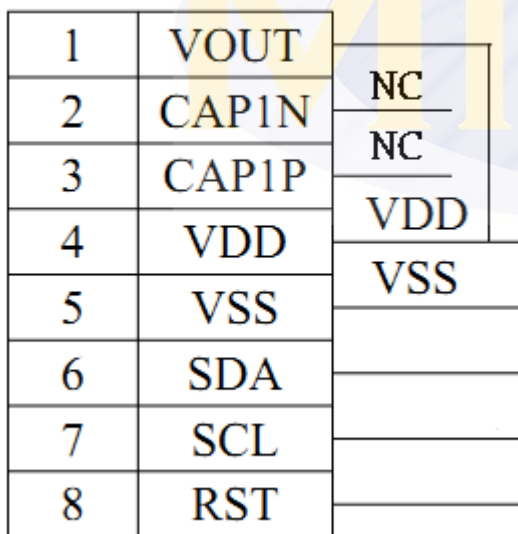 1 VOUT
NC
2 CAP1N
NC
3 CAP1P
VDD
4 VDD
VSS
5 VSS
6 SDA
7 SCL
8 RST